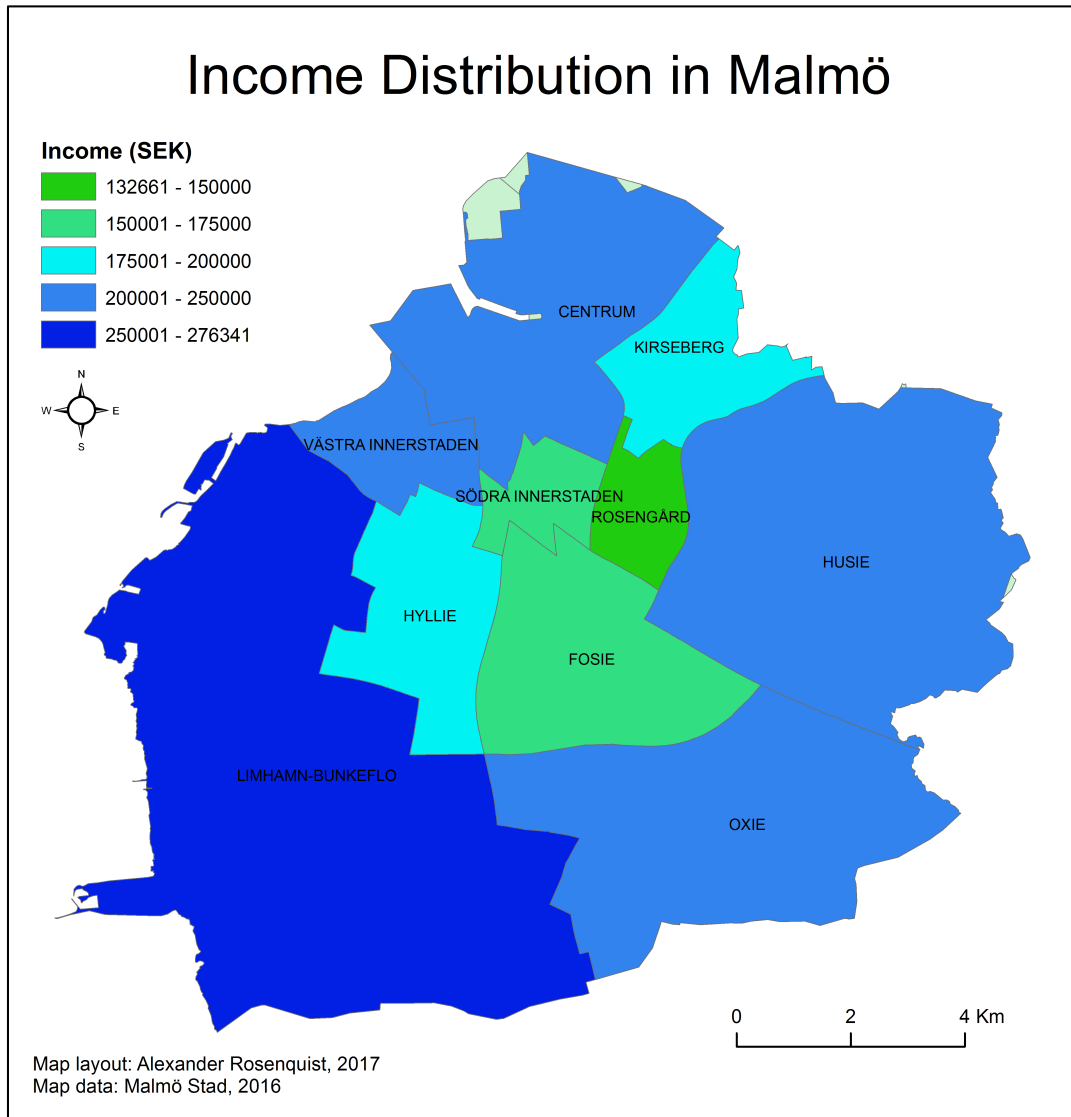 Income Distribution in Malmö
Income (SEK)
132661 - 150000
150001 - 175000
175001 - 200000
200001 - 250000
250001 - 276341
N
W E
S
CENTRUM
KIRSEBERG
VÄSTRA INNERSTADEN
SÖDRA INNERSTADEN
ROSENGÅRD
HUSIE
HYLLIE
FOSIE
LIMHAMN-BUNKEFLO
OXIE
0 2 4 Km
Map layout: Alexander Rosenquist, 2017
Map data: Malmö Stad, 2016